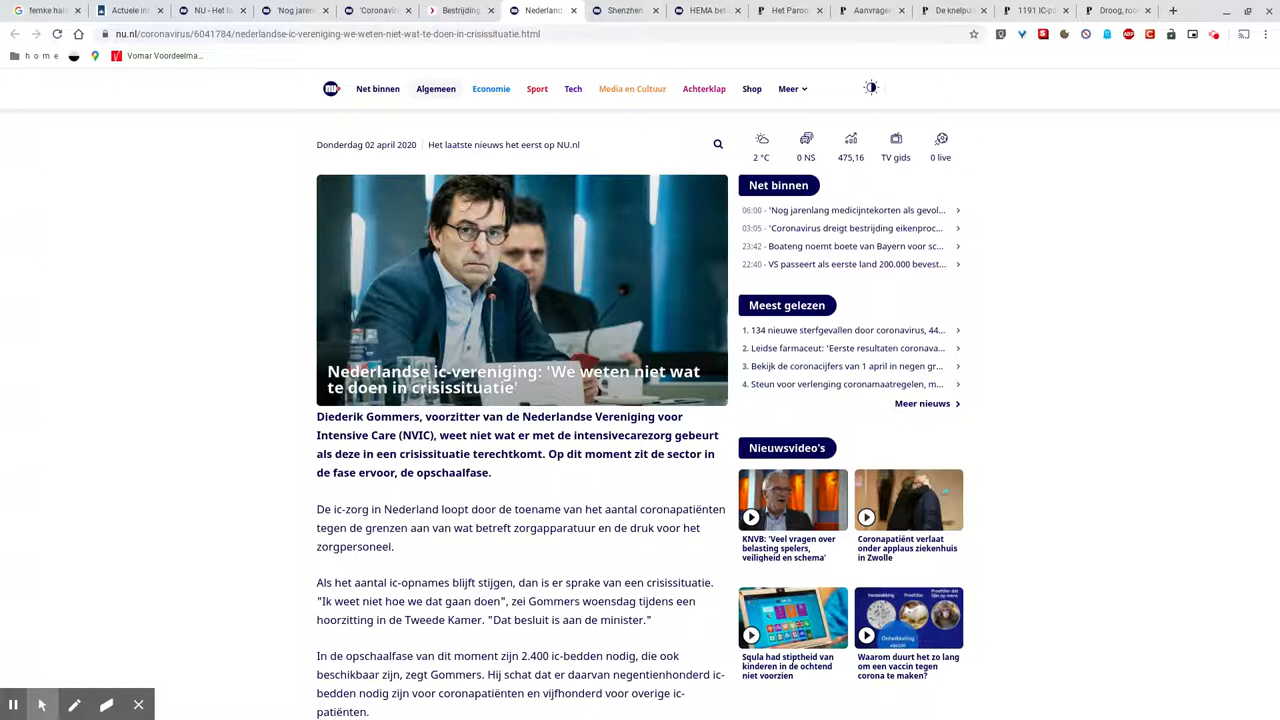 femke hal
Actuele int
NU - Het la
'Nog jaren
'Coronavir
Bestrijding
Nederland
Shenzhen
HEMA bet
Het Paroo
Aanvrager
De knelpu
1191 IC-pa
Droog, roo
nu.nl/coronavirus/6041784/nederlandse-ic-vereniging-we-weten-niet-wat-te-doen-in-crisissituatie.html
h o m e
Vomar Voordeelma...
nu
Net binnen
Algemeen
Economie
Sport
Tech
Media en Cultuur
Achterklap
Shop
Meer
Donderdag 02 april 2020
Het laatste nieuws het eerst op NU.nl
2 °C
0 NS
475,16
TV gids
0 live
Nederlandse ic-vereniging: 'We weten niet wat
te doen in crisissituatie'
Diederik Gommers, voorzitter van de Nederlandse Vereniging voor
Intensive Care (NVIC), weet niet wat er met de intensivecarezorg gebeurt
als deze in een crisissituatie terechtkomt. Op dit moment zit de sector in
de fase ervoor, de opschaalfase.
De ic-zorg in Nederland loopt door de toename van het aantal coronapatiënten
tegen de grenzen aan van wat betreft zorgapparatuur en de druk voor het
zorgpersoneel.
Als het aantal ic-opnames blijft stijgen, dan is er sprake van een crisissituatie.
"Ik weet niet hoe we dat gaan doen", zei Gommers woensdag tijdens een
hoorzitting in de Tweede Kamer. "Dat besluit is aan de minister."
In de opschaalfase van dit moment zijn 2.400 ic-bedden nodig, die ook
beschikbaar zijn, zegt Gommers. Hij schat dat er daarvan negentienhonderd ic-
bedden nodig zijn voor coronapatiënten en vijfhonderd voor overige ic-
patiënten.
Net binnen
06:00 - 'Nog jarenlang medicijntekorten als gevol...
03:05 - 'Coronavirus dreigt bestrijding eikenproc...
23:42 - Boateng noemt boete van Bayern voor sc...
22:40 - VS passeert als eerste land 200.000 bevest...
Meest gelezen
1. 134 nieuwe sterfgevallen door coronavirus, 44...
2. Leidse farmaceut: 'Eerste resultaten coronava...
3. Bekijk de coronacijfers van 1 april in negen gr...
4. Steun voor verlenging coronamaatregelen, m...
Meer nieuws
Nieuwsvideo's
KNVB: 'Veel vragen over
belasting spelers,
veiligheid en schema'
Coronapatiënt verlaat
onder applaus ziekenhuis
in Zwolle
Verzwakking
Proeffase
Ontwikkeling
vaccin
Squla had stiptheid van
kinderen in de ochtend
niet voorzien
Waarom duurt het zo lang
om een vaccin tegen
corona te maken?